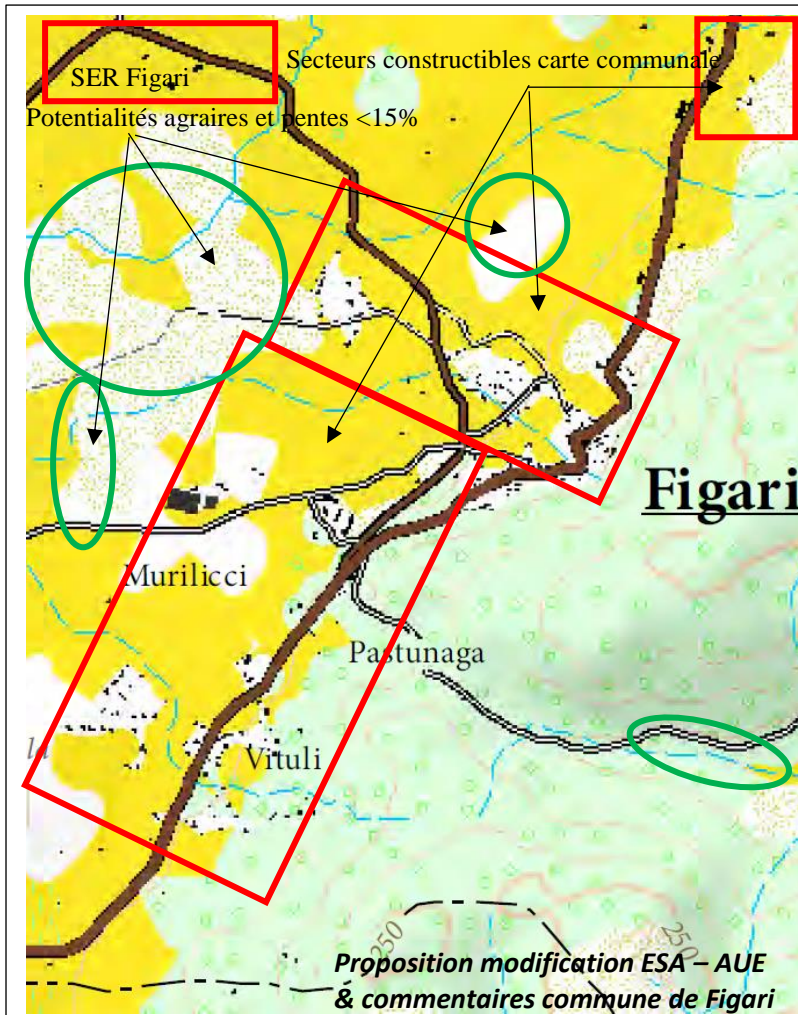 Secteurs constructibles carte communale
SER Figari
Potentialités agraires et pentes <15%
Figari
Murilicci
Pastunaga
Vituli
250
250
Proposition modification ESA – AUE
& commentaires commune de Figari